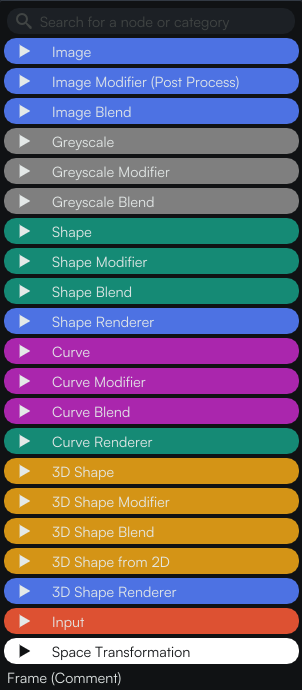 Search for a node or category
Image
Image Modifier (Post Process)
Image Blend
Greyscale
Greyscale Modifier
Greyscale Blend
Shape
Shape Modifier
Shape Blend
Shape Renderer
Curve
Curve Modifier
Curve Blend
Curve Renderer
3D Shape
3D Shape Modifier
3D Shape Blend
3D Shape from 2D
3D Shape Renderer
Input
Space Transformation
Frame (Comment)